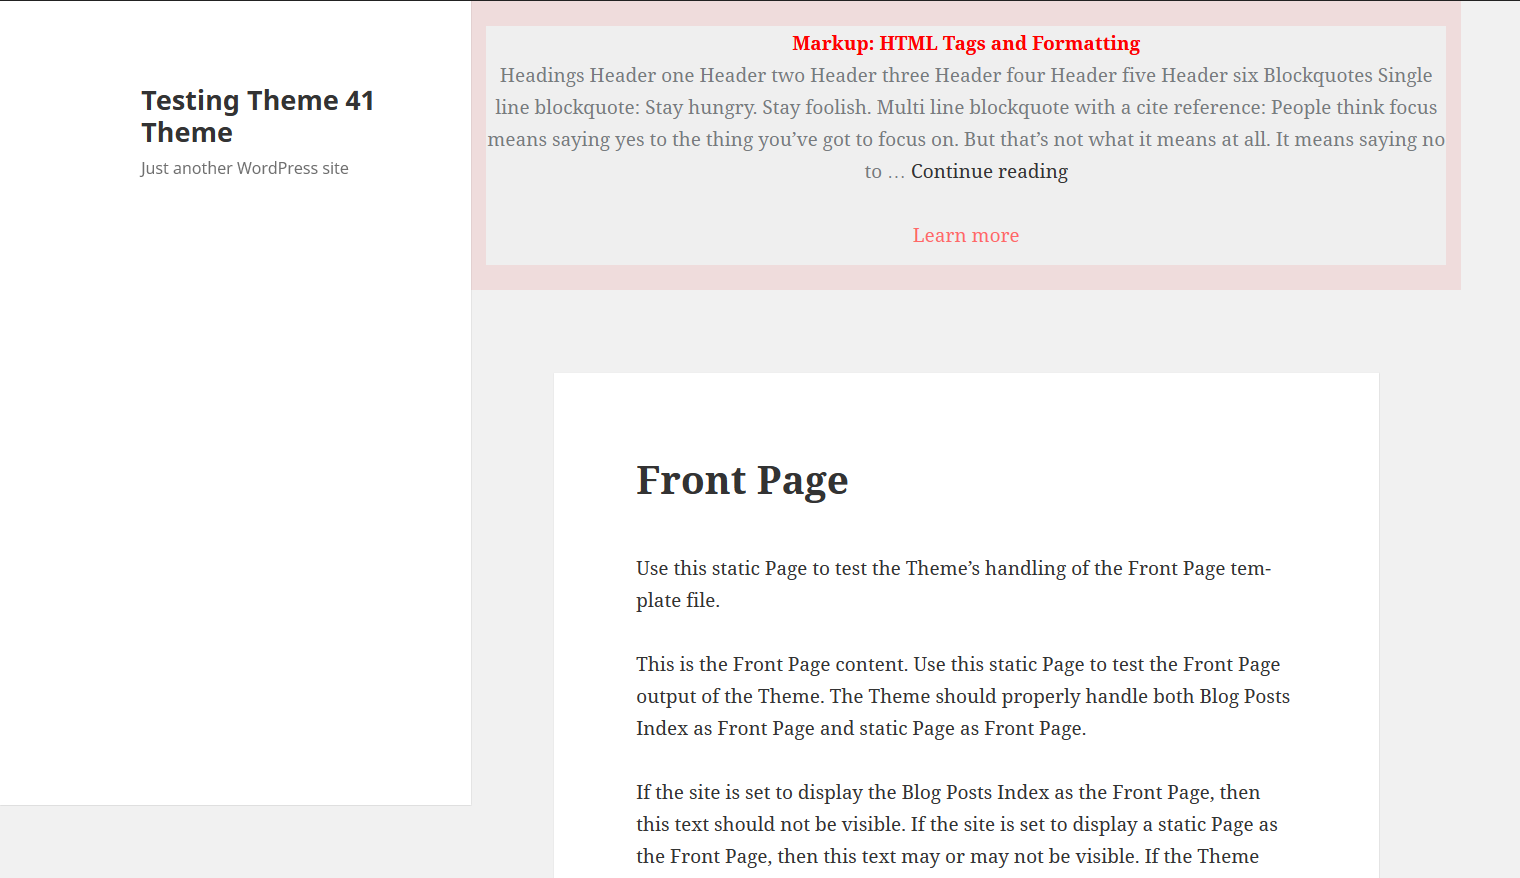 Testing Theme 41
Theme
Just another WordPress site
Markup: HTML Tags and Formatting
Headings Header one Header two Header three Header four Header five Header six Blockquotes Single
line blockquote: Stay hungry. Stay foolish. Multi line blockquote with a cite reference: People think focus
means saying yes to the thing you’ve got to focus on. But that’s not what it means at all. It means saying no
to … Continue reading
Learn more
Front Page
Use this static Page to test the Theme’s handling of the Front Page tem-
plate file.
This is the Front Page content. Use this static Page to test the Front Page
output of the Theme. The Theme should properly handle both Blog Posts
Index as Front Page and static Page as Front Page.
If the site is set to display the Blog Posts Index as the Front Page, then
this text should not be visible. If the site is set to display a static Page as
the Front Page, then this text may or may not be visible. If the Theme